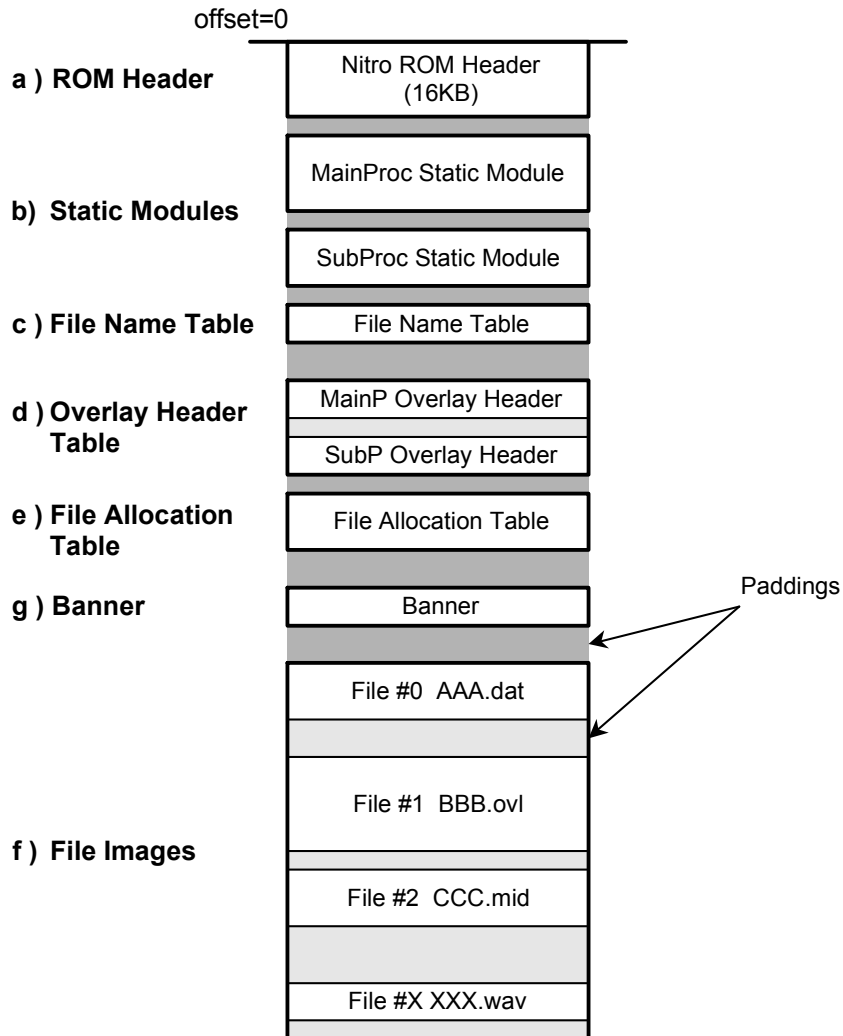 offset=0
a ) ROM Header
Nitro ROM Header
(16KB)
b) Static Modules
MainProc Static Module
SubProc Static Module
c ) File Name Table
File Name Table
d ) Overlay Header
Table
MainP Overlay Header
SubP Overlay Header
e ) File Allocation
Table
File Allocation Table
g ) Banner
Banner
Paddings
File #0 AAA.dat
File #1 BBB.ovl
f ) File Images
File #2 CCC.mid
File #X XXX.wav